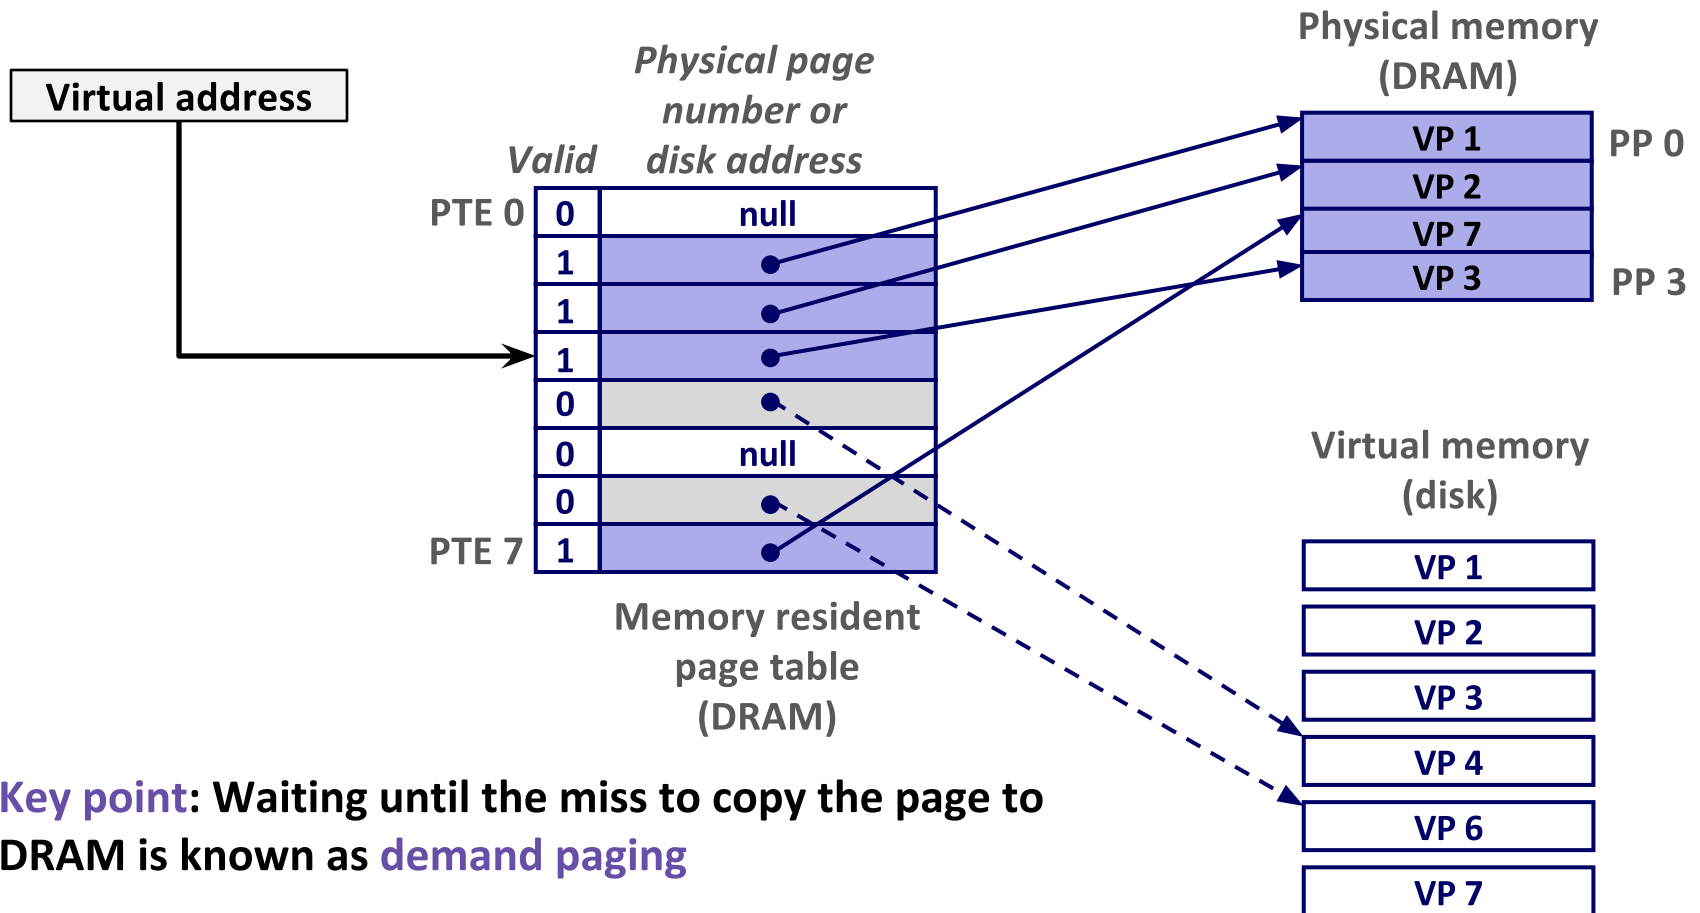 Virtual address
Physical page
number or
disk address
Valid
PTE 0
0
null
1
1
1
0
0
null
0
PTE 7
1
Memory resident
page table
(DRAM)
Physical memory
(DRAM)
VP 1
PP 0
VP 2
VP 7
VP 3
PP 3
Virtual memory
(disk)
VP 1
VP 2
VP 3
VP 4
VP 6
VP 7
Key point: Waiting until the miss to copy the page to
DRAM is known as demand paging